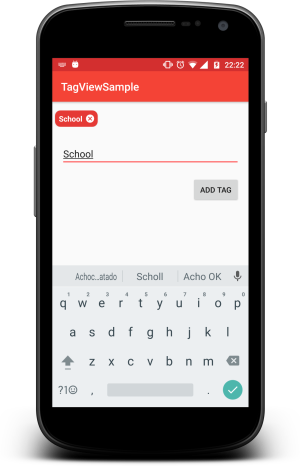 22:22
TagViewSample
School
School
ADD TAG
Achoc...atado Scholl Acho OK
1 2 3 4 5 6 7 8 9 0
q w e r t y u i o p
a s d f g h j k l
z x c v b n m
?1☺ , .